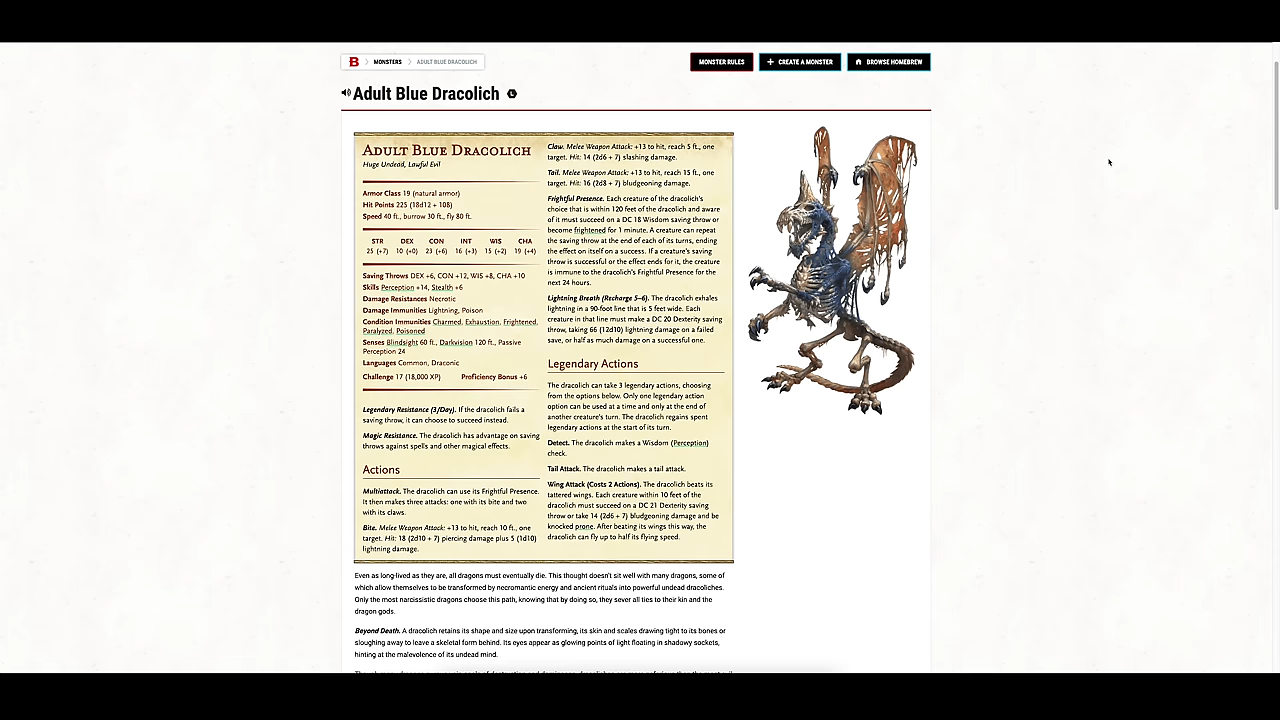 B MONSTERS ADULT BLUE DRACOLICH
MONSTER RULES
CREATE A MONSTER
BROWSE HOMEBREW
Adult Blue Dracolich
ADULT BLUE DRACOLICH
Huge Undead, Lawful Evil
Armor Class 19 (natural armor)
Hit Points 225 (18d12 + 108)
Speed 40 ft., burrow 30 ft., fly 80 ft.
STR DEX CON INT WIS CHA
25 (+7) 10 (+0) 23 (+6) 16 (+3) 15 (+2) 19 (+4)
Saving Throws DEX +6, CON +12, WIS +8, CHA +10
Skills Perception +14, Stealth +6
Damage Resistances Necrotic
Damage Immunities Lightning, Poison
Condition Immunities Charmed, Exhaustion, Frightened,
Paralyzed, Poisoned
Senses Blindsight 60 ft., Darkvision 120 ft., Passive
Perception 24
Languages Common, Draconic
Challenge 17 (18,000 XP) Proficiency Bonus +6
Legendary Resistance (3/Day). If the dracolich fails a
saving throw, it can choose to succeed instead.
Magic Resistance. The dracolich has advantage on saving
throws against spells and other magical effects.
Actions
Multiattack. The dracolich can use its Frightful Presence.
It then makes three attacks: one with its bite and two
with its claws.
Bite. Melee Weapon Attack: +13 to hit, reach 10 ft., one
target. Hit: 18 (2d10 + 7) piercing damage plus 5 (1d10)
lightning damage.
Claw. Melee Weapon Attack: +13 to hit, reach 5 ft., one
target. Hit: 14 (2d6 + 7) slashing damage.
Tail. Melee Weapon Attack: +13 to hit, reach 15 ft., one
target. Hit: 16 (2d8 + 7) bludgeoning damage.
Frightful Presence. Each creature of the dracolich's
choice that is within 120 feet of the dracolich and aware
of it must succeed on a DC 18 Wisdom saving throw or
become frightened for 1 minute. A creature can repeat
the saving throw at the end of each of its turns, ending
the effect on itself on a success. If a creature's saving
throw is successful or the effect ends for it, the creature
is immune to the dracolich's Frightful Presence for the
next 24 hours.
Lightning Breath (Recharge 5–6). The dracolich exhales
lightning in a 90-foot line that is 5 feet wide. Each
creature in that line must make a DC 20 Dexterity saving
throw, taking 66 (12d10) lightning damage on a failed
save, or half as much damage on a successful one.
Legendary Actions
The dracolich can take 3 legendary actions, choosing
from the options below. Only one legendary action
option can be used at a time and only at the end of
another creature's turn. The dracolich regains spent
legendary actions at the start of its turn.
Detect. The dracolich makes a Wisdom (Perception)
check.
Tail Attack. The dracolich makes a tail attack.
Wing Attack (Costs 2 Actions). The dracolich beats its
tattered wings. Each creature within 10 feet of the
dracolich must succeed on a DC 21 Dexterity saving
throw or take 14 (2d6 + 7) bludgeoning damage and be
knocked prone. After beating its wings this way, the
dracolich can fly up to half its flying speed.
Even as long-lived as they are, all dragons must eventually die. This thought doesn't sit well with many dragons, some of
which allow themselves to be transformed by necromantic energy and ancient rituals into powerful undead dracoliches.
Only the most narcissistic dragons choose this path, knowing that by doing so, they sever all ties to their kin and the
dragon gods.
Beyond Death. A dracolich retains its shape and size upon transforming, its skin and scales drawing tight to its bones or
sloughing away to leave a skeletal form behind. Its eyes appear as glowing points of light floating in shadowy sockets,
hinting at the malevolence of its undead mind.